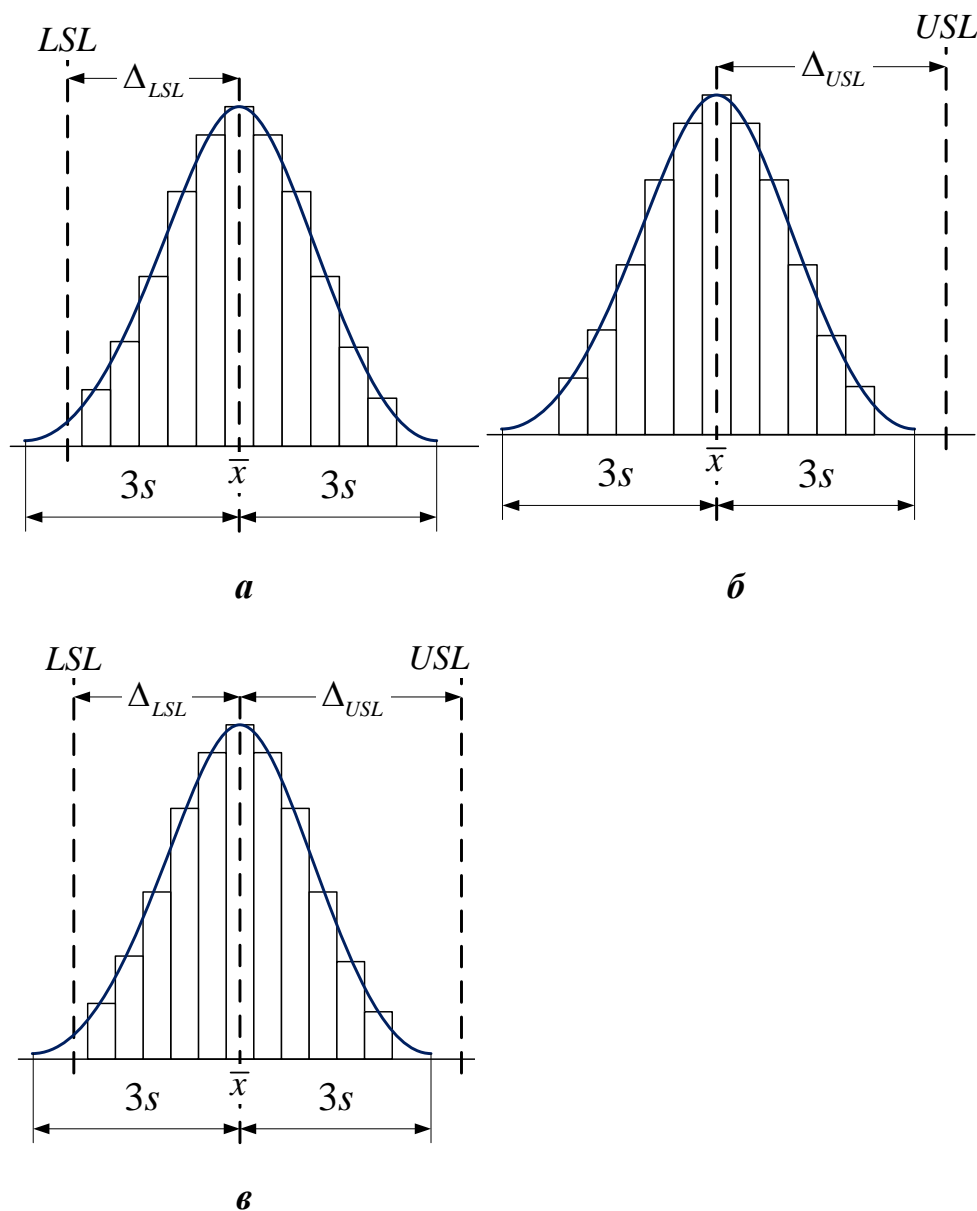 LSL
Δ_LSL
x̄
3s 3s
а
USL
Δ_USL
x̄
3s 3s
б
LSL USL
Δ_LSL Δ_USL
x̄
3s 3s
в